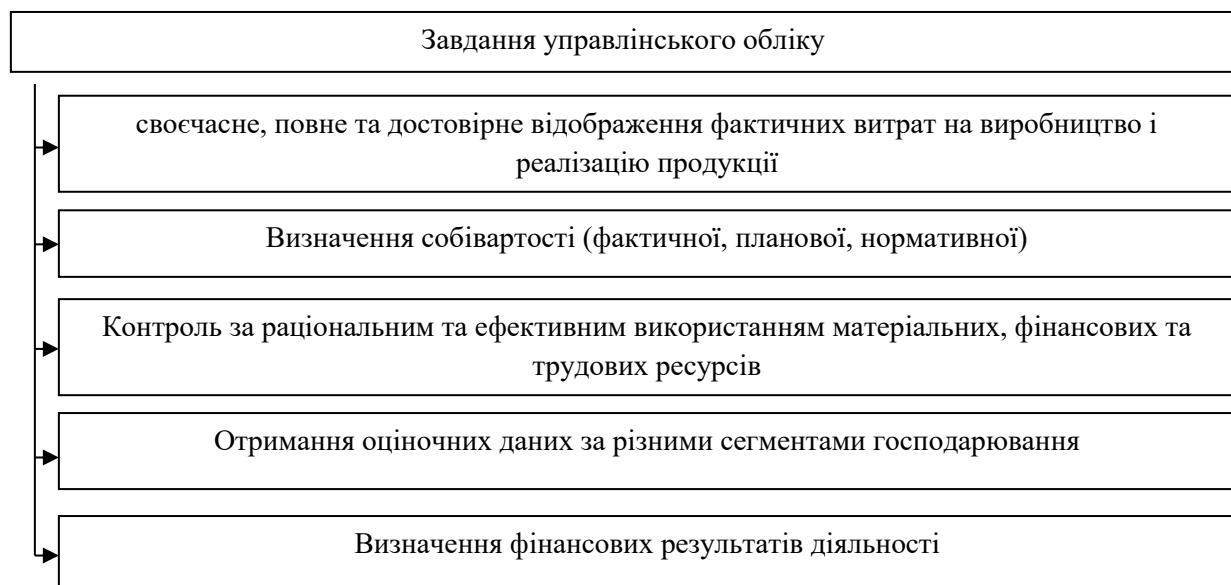 Завдання управлінського обліку
своєчасне, повне та достовірне відображення фактичних витрат на виробництво і
реалізацію продукції
Визначення собівартості (фактичної, планової, нормативної)
Контроль за раціональним та ефективним використанням матеріальних, фінансових та
трудових ресурсів
Отримання оціночних даних за різними сегментами господарювання
Визначення фінансових результатів діяльності